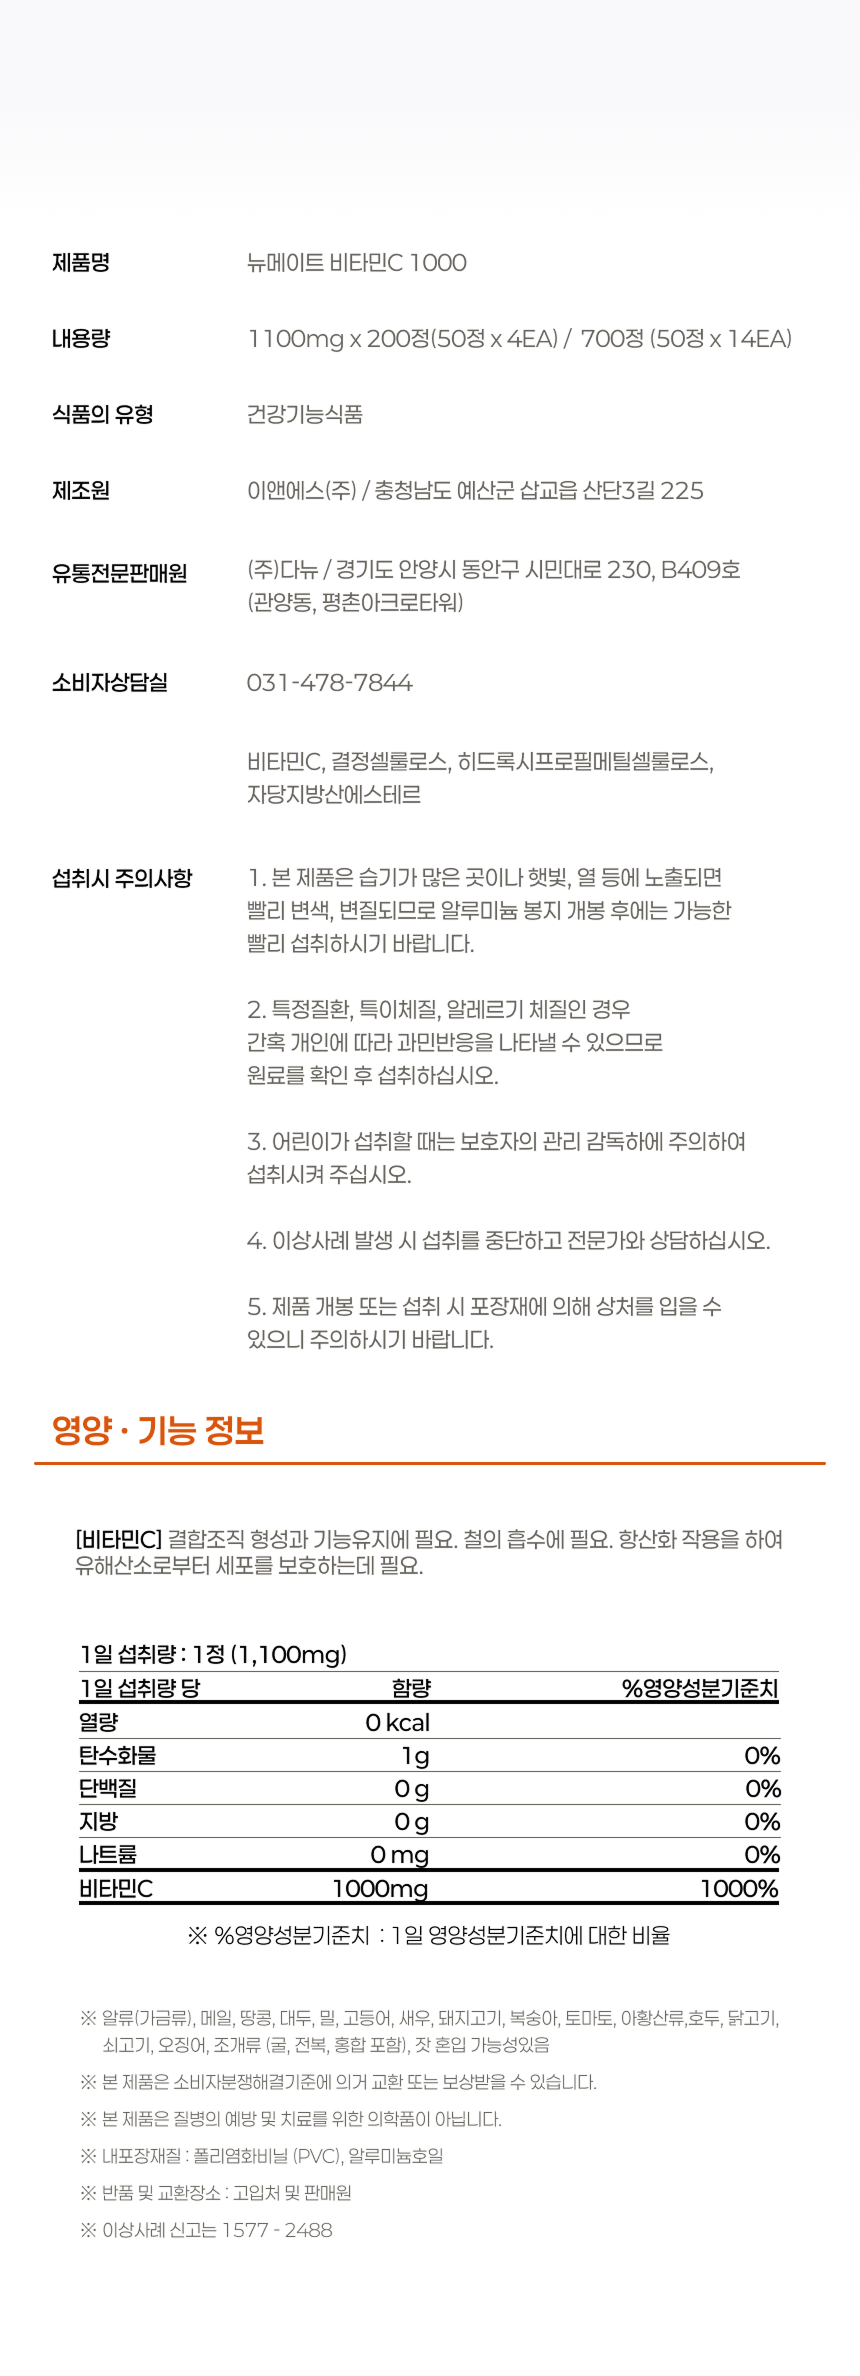 제품명 뉴메이트 비타민C 1000
내용량 1100mg x 200정(50정 x 4EA) / 700정 (50정 x 14EA)
식품의 유형 건강기능식품
제조원 이앤에스(주) / 충청남도 예산군 삽교읍 산단3길 225
유통전문판매원 (주)다뉴 / 경기도 안양시 동안구 시민대로 230, B409호
(관양동, 평촌아크로타워)
소비자상담실 031-478-7844
비타민C, 결정셀룰로스, 히드록시프로필메틸셀룰로스,
자당지방산에스테르
섭취시 주의사항 1. 본 제품은 습기가 많은 곳이나 햇빛, 열 등에 노출되면
빨리 변색, 변질되므로 알루미늄 봉지 개봉 후에는 가능한
빨리 섭취하시기 바랍니다.
2. 특정질환, 특이체질, 알레르기 체질인 경우
간혹 개인에 따라 과민반응을 나타낼 수 있으므로
원료를 확인 후 섭취하십시오.
3. 어린이가 섭취할 때는 보호자의 관리 감독하에 주의하여
섭취시켜 주십시오.
4. 이상사례 발생 시 섭취를 중단하고 전문가와 상담하십시오.
5. 제품 개봉 또는 섭취 시 포장재에 의해 상처를 입을 수
있으니 주의하시기 바랍니다.
영양 · 기능 정보
[비타민C] 결합조직 형성과 기능유지에 필요. 철의 흡수에 필요. 항산화 작용을 하여
유해산소로부터 세포를 보호하는데 필요.
1일 섭취량 : 1정 (1,100mg)
1일 섭취량 당 함량 %영양성분기준치
열량 0 kcal
탄수화물 1g 0%
단백질 0 g 0%
지방 0 g 0%
나트륨 0 mg 0%
비타민C 1000mg 1000%
※ %영양성분기준치 : 1일 영양성분기준치에 대한 비율
※ 알류(가금류), 메일, 땅콩, 대두, 밀, 고등어, 새우, 돼지고기, 복숭아, 토마토, 아황산류,호두, 닭고기,
쇠고기, 오징어, 조개류 (굴, 전복, 홍합 포함), 잣 혼입 가능성있음
※ 본 제품은 소비자분쟁해결기준에 의거 교환 또는 보상받을 수 있습니다.
※ 본 제품은 질병의 예방 및 치료를 위한 의학품이 아닙니다.
※ 내포장재질 : 폴리염화비닐 (PVC), 알루미늄호일
※ 반품 및 교환장소 : 고입처 및 판매원
※ 이상사례 신고는 1577 - 2488